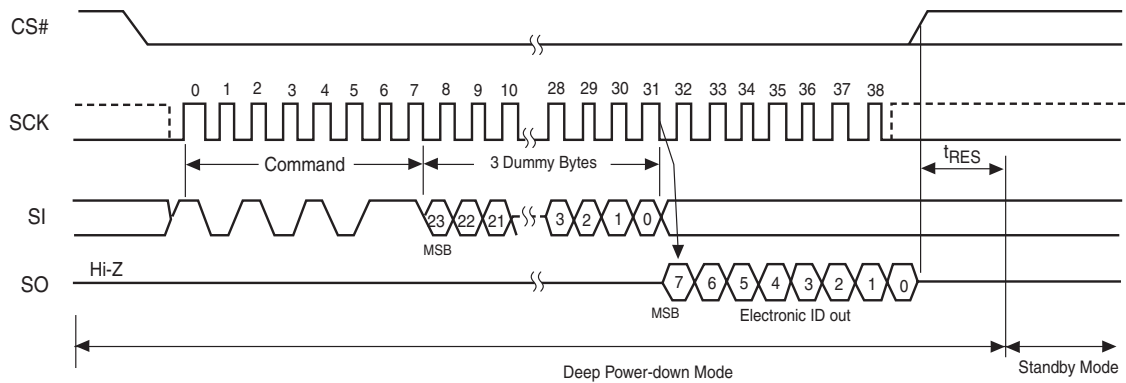 CS#
0 1 2 3 4 5 6 7 8 9 10 28 29 30 31 32 33 34 35 36 37 38
SCK
Command
3 Dummy Bytes
tRES
SI
23 22 21 3 2 1 0
MSB
Hi-Z
SO
7 6 5 4 3 2 1 0
MSB
Electronic ID out
Deep Power-down Mode
Standby Mode